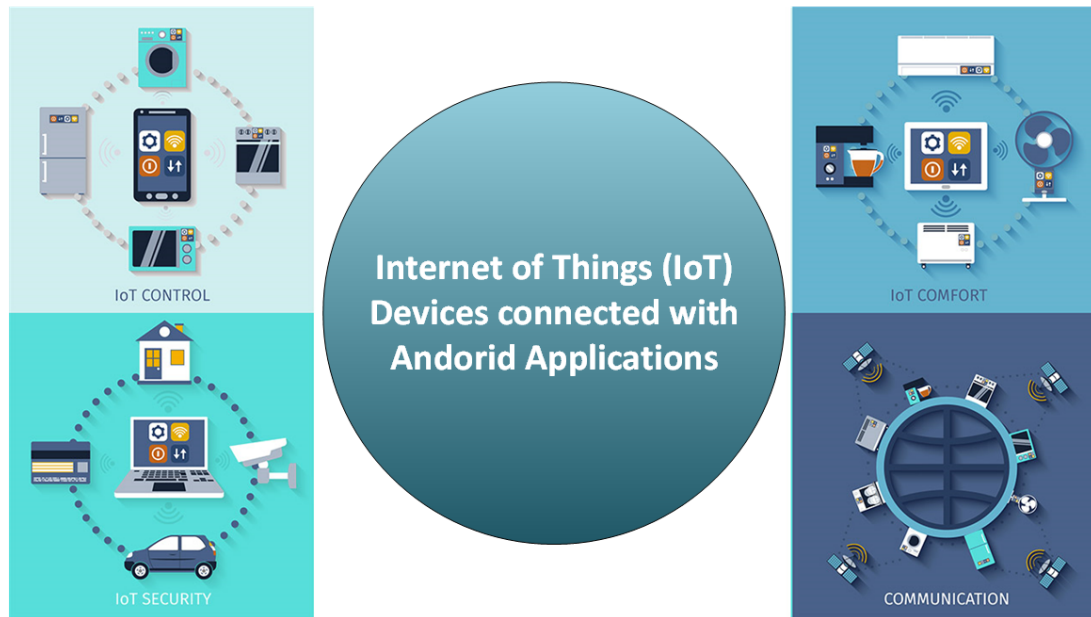 IoT CONTROL
IoT SECURITY
Internet of Things (IoT)
Devices connected with
Andorid Applications
IoT COMFORT
COMMUNICATION